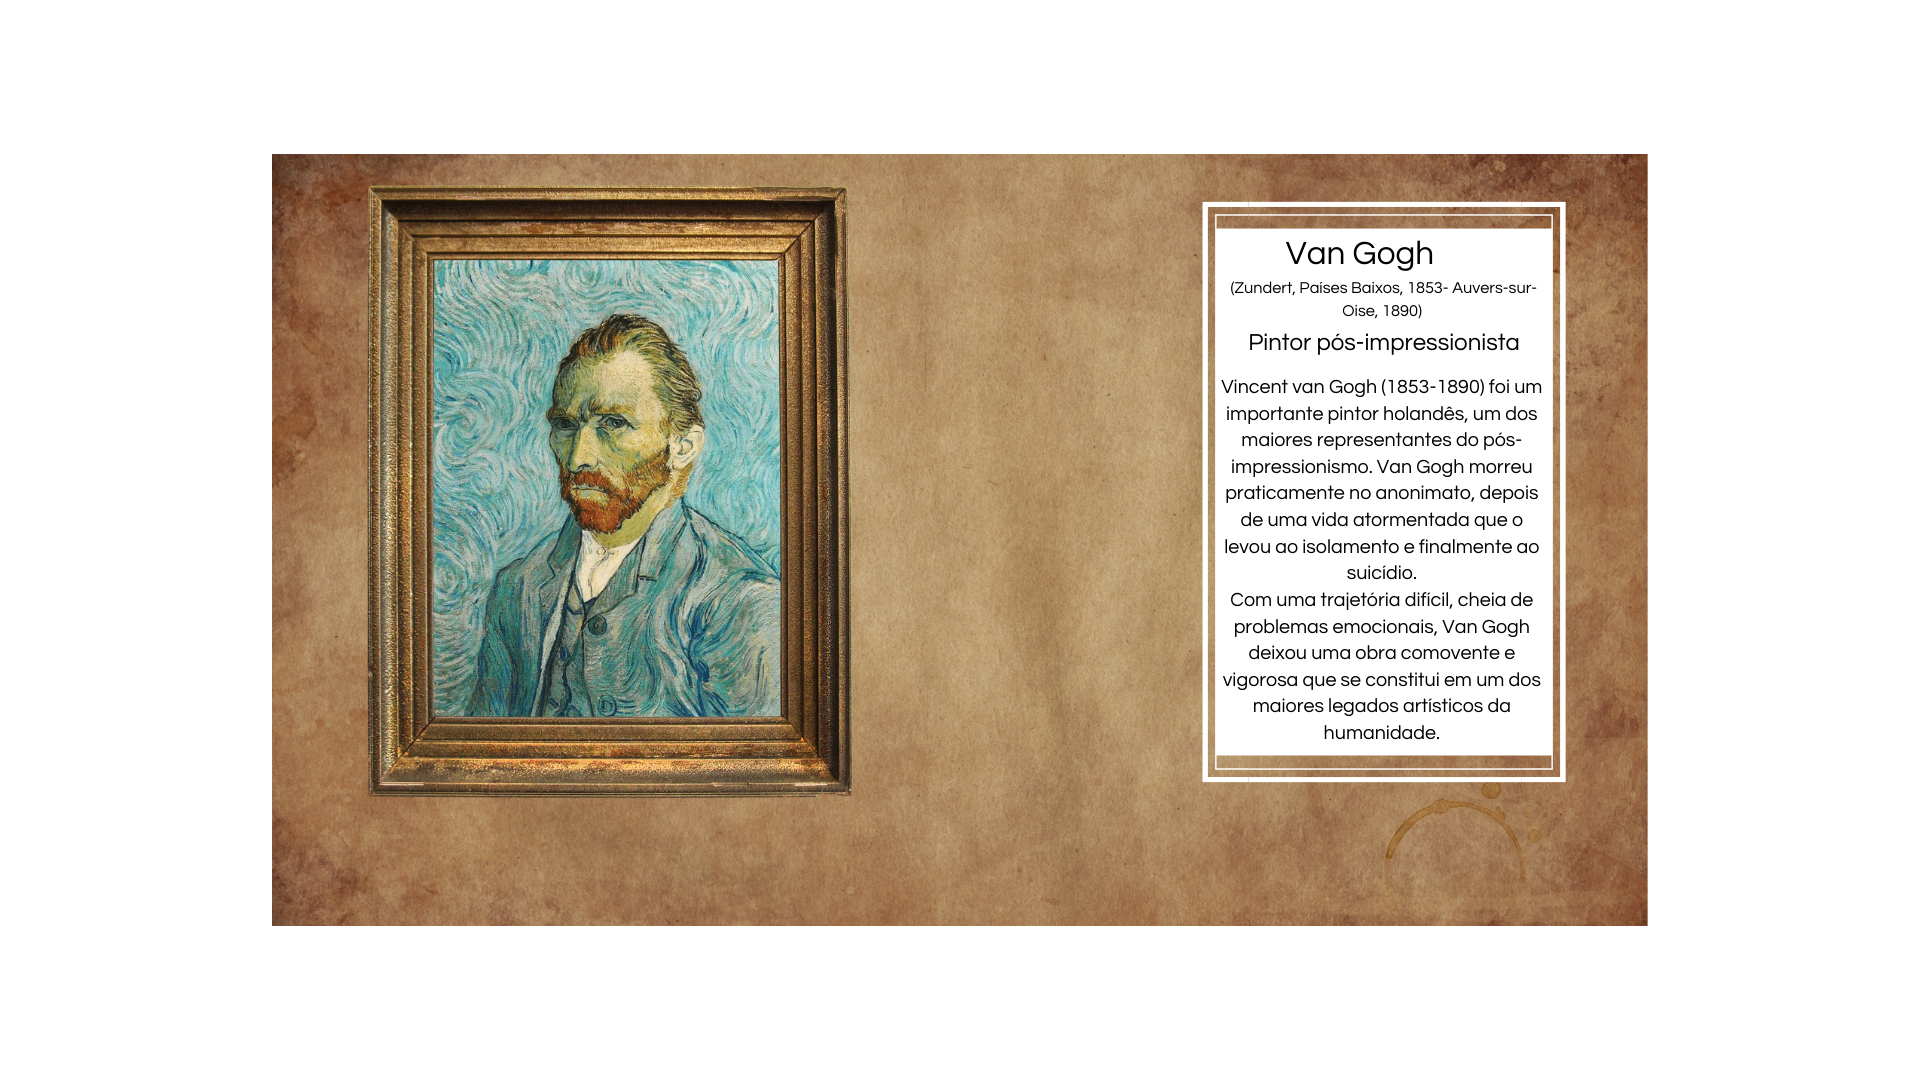 Van Gogh
(Zundert, Países Baixos, 1853- Auvers-sur-
Oise, 1890)
Pintor pós-impressionista
Vincent van Gogh (1853-1890) foi um
importante pintor holandês, um dos
maiores representantes do pós-
impressionismo. Van Gogh morreu
praticamente no anonimato, depois
de uma vida atormentada que o
levou ao isolamento e finalmente ao
suicídio.
Com uma trajetória difícil, cheia de
problemas emocionais, Van Gogh
deixou uma obra comovente e
vigorosa que se constitui em um dos
maiores legados artísticos da
humanidade.